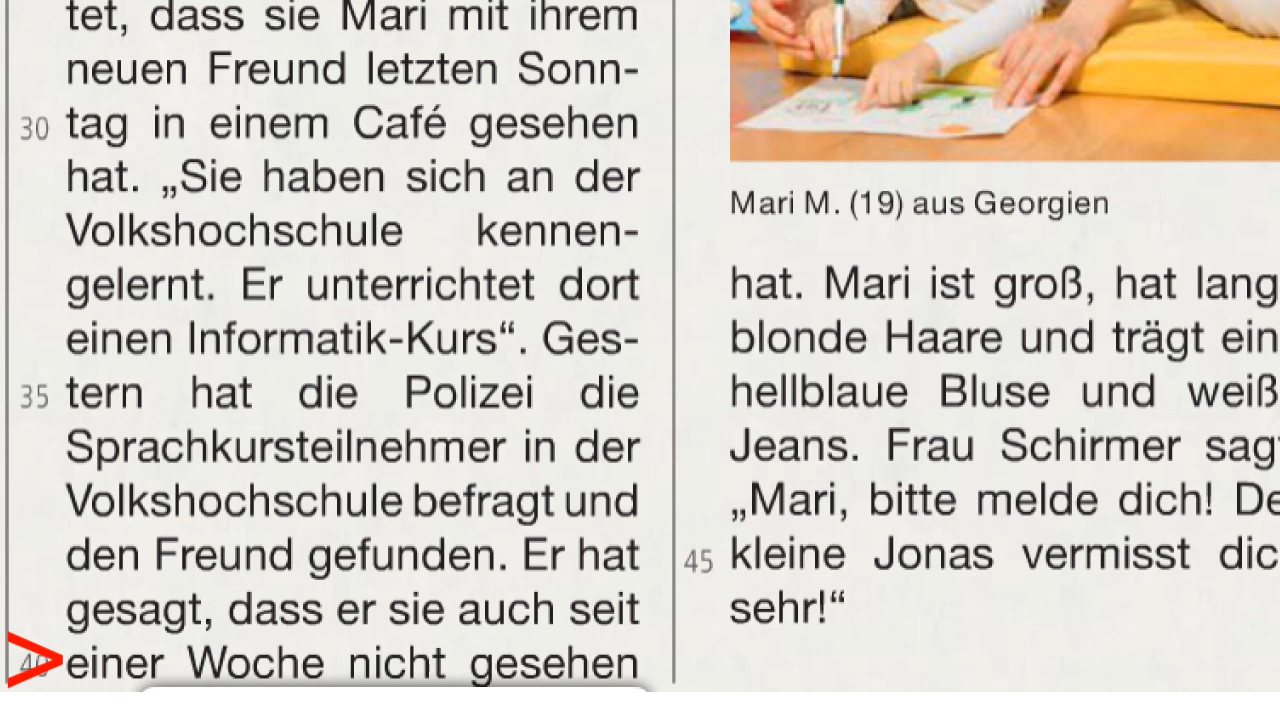 tet, dass sie Mari mit ihrem
neuen Freund letzten Sonn-
30 tag in einem Café gesehen
hat. „Sie haben sich an der
Volkshochschule kennen-
gelernt. Er unterrichtet dort
einen Informatik-Kurs“. Ges-
35 tern hat die Polizei die
Sprachkursteilnehmer in der
Volkshochschule befragt und
den Freund gefunden. Er hat
gesagt, dass er sie auch seit
40 einer Woche nicht gesehen
Mari M. (19) aus Georgien
hat. Mari ist groß, hat lang
blonde Haare und trägt ein
hellblaue Bluse und weiß
Jeans. Frau Schirmer sagt
„Mari, bitte melde dich! De
45 kleine Jonas vermisst dic
sehr!“